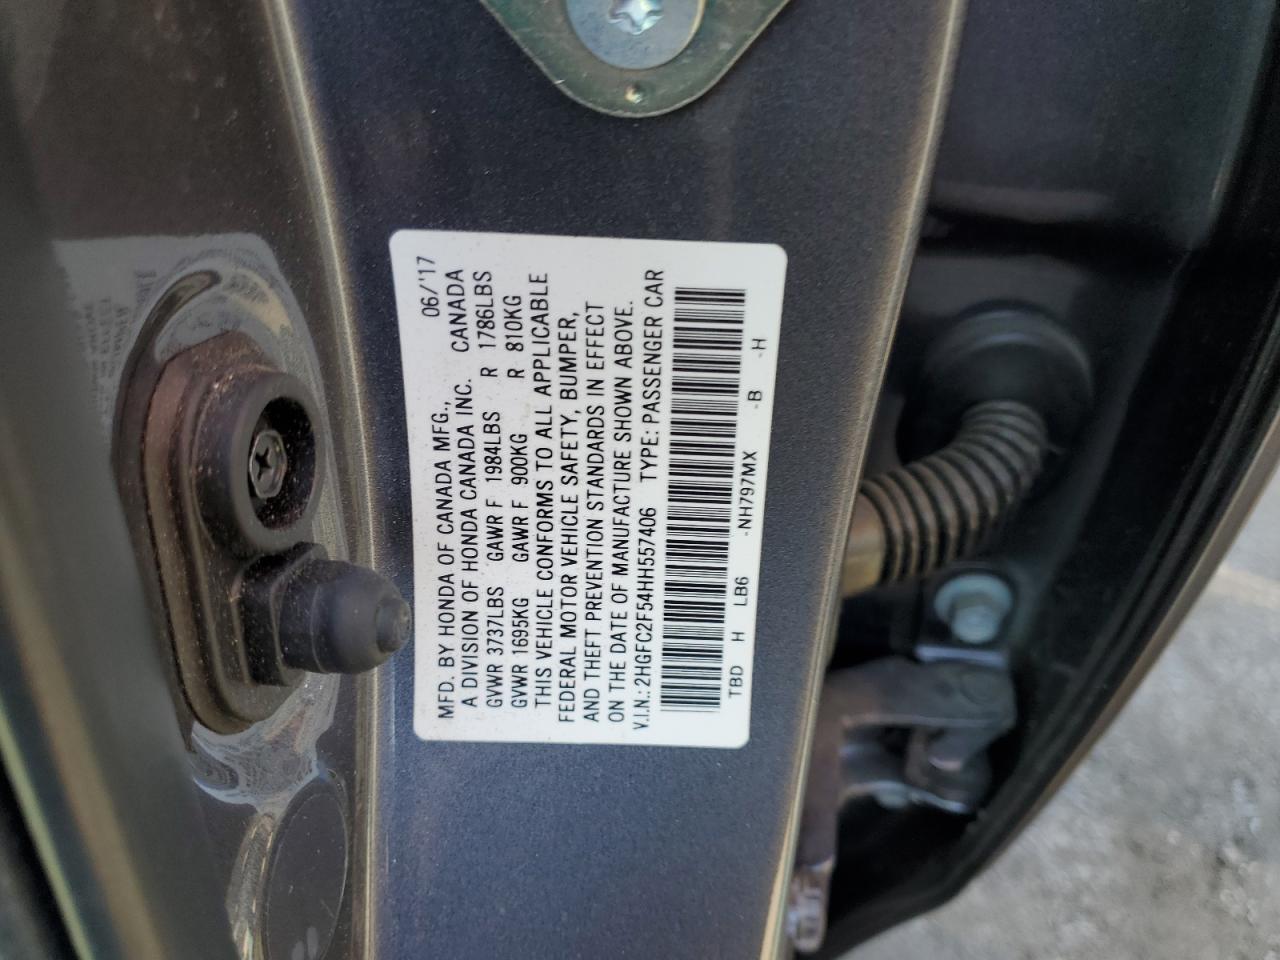 MFD. BY HONDA OF CANADA MFG., 06/'17
A DIVISION OF HONDA CANADA INC. CANADA
GVWR 3737LBS GAWR F 1984LBS R 1786LBS
GVWR 1695KG GAWR F 900KG R 810KG
THIS VEHICLE CONFORMS TO ALL APPLICABLE
FEDERAL MOTOR VEHICLE SAFETY, BUMPER,
AND THEFT PREVENTION STANDARDS IN EFFECT
ON THE DATE OF MANUFACTURE SHOWN ABOVE.
V.I.N.: 2HGFC2F54HH557406 TYPE: PASSENGER CAR
TBD H LB6 -NH797MX -B -H